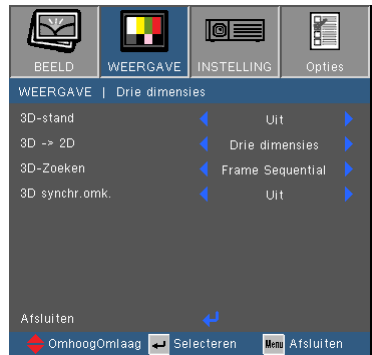 BEELD WEERGAVE INSTELLING Opties
WEERGAVE | Drie dimensies
3D-stand Uit
3D -> 2D Drie dimensies
3D-Zoeken Frame Sequential
3D synchr.omk. Uit
Afsluiten
OmhoogOmlaag Selecteren Menu Afsluiten